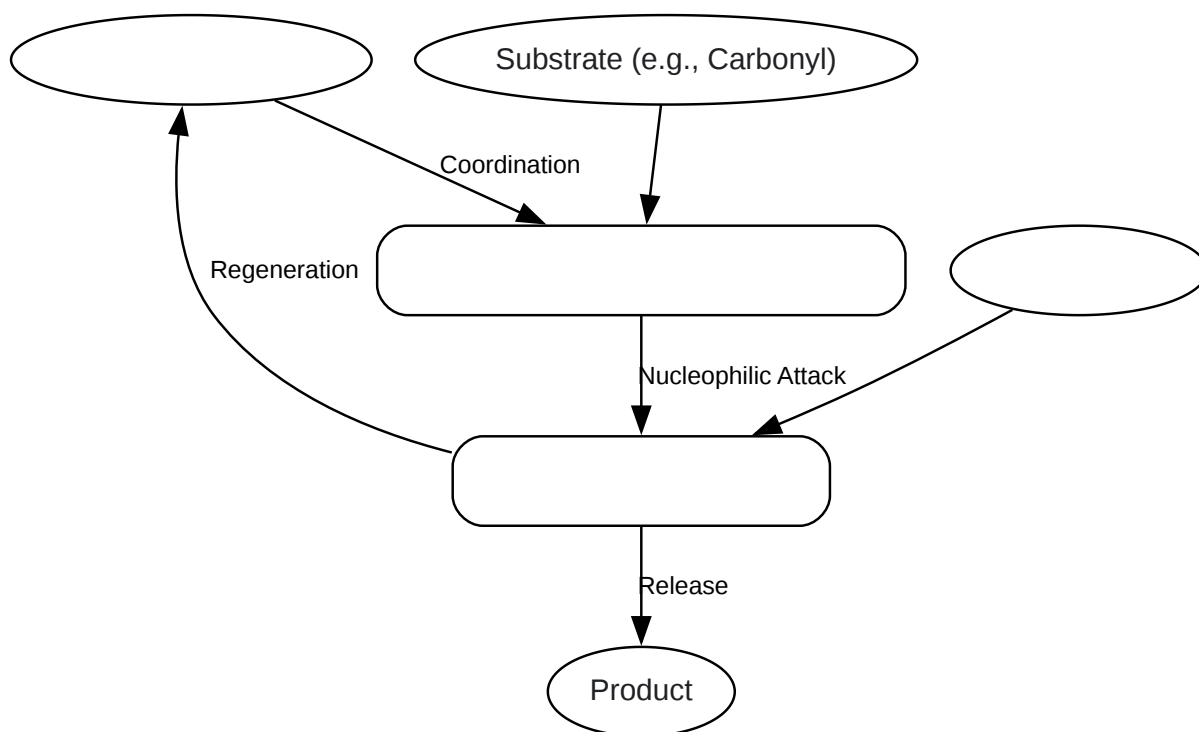 Substrate (e.g., Carbonyl)
Coordination
Regeneration
Nucleophilic Attack
Release
Product